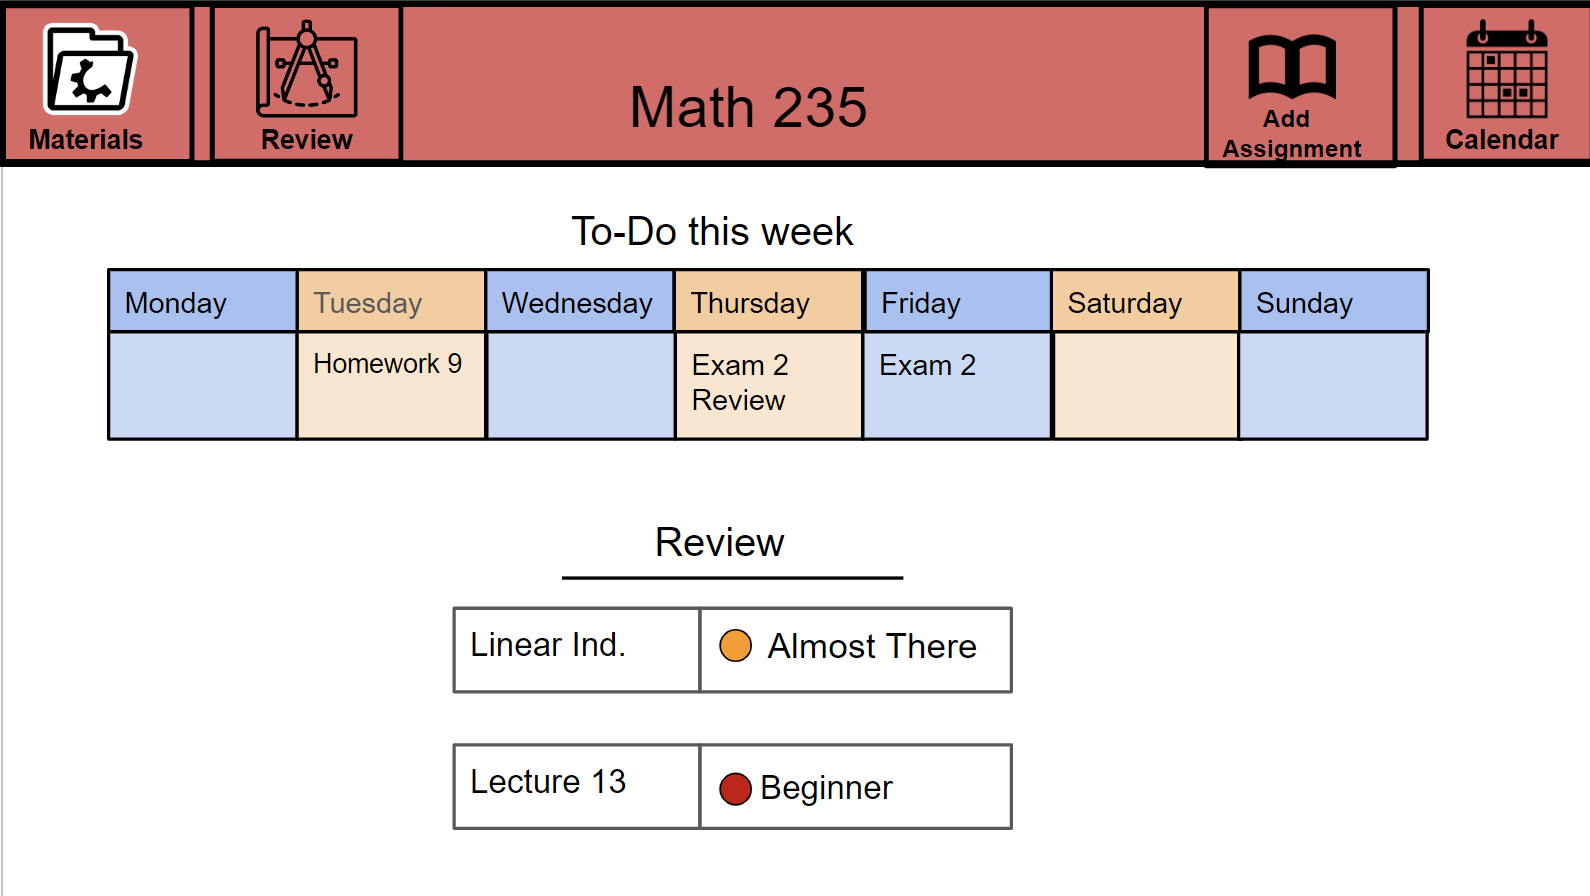 Materials
Review
Math 235
Add
Assignment
Calendar
To-Do this week
Monday
Tuesday
Wednesday
Thursday
Friday
Saturday
Sunday
Homework 9
Exam 2
Review
Exam 2
Review
Linear Ind.
Almost There
Lecture 13
Beginner